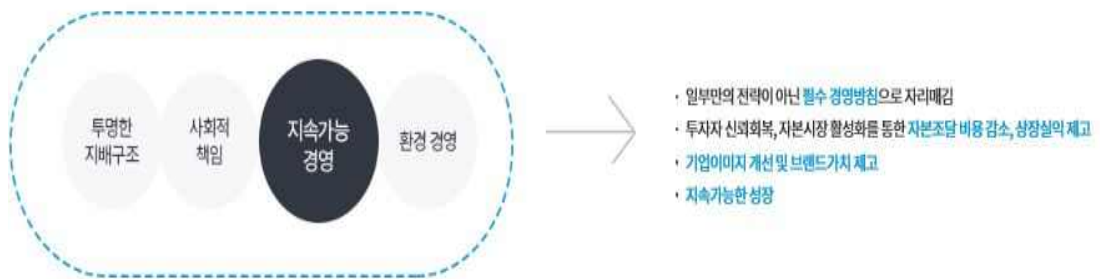 투명한
지배구조
사회적
책임
지속가능
경영
환경 경영
· 일부만의 전략이 아닌 필수 경영방침으로 자리매김
· 투자자 신뢰회복, 자본시장 활성화를 통한 자본조달 비용 감소, 상장실익 제고
· 기업이미지 개선 및 브랜드가치 제고
· 지속가능한 성장